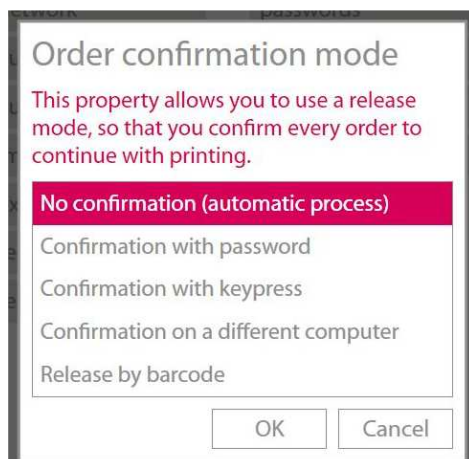 passwords
Order confirmation mode
This property allows you to use a release
mode, so that you confirm every order to
continue with printing.
No confirmation (automatic process)
Confirmation with password
Confirmation with keypress
Confirmation on a different computer
Release by barcode
OK
Cancel